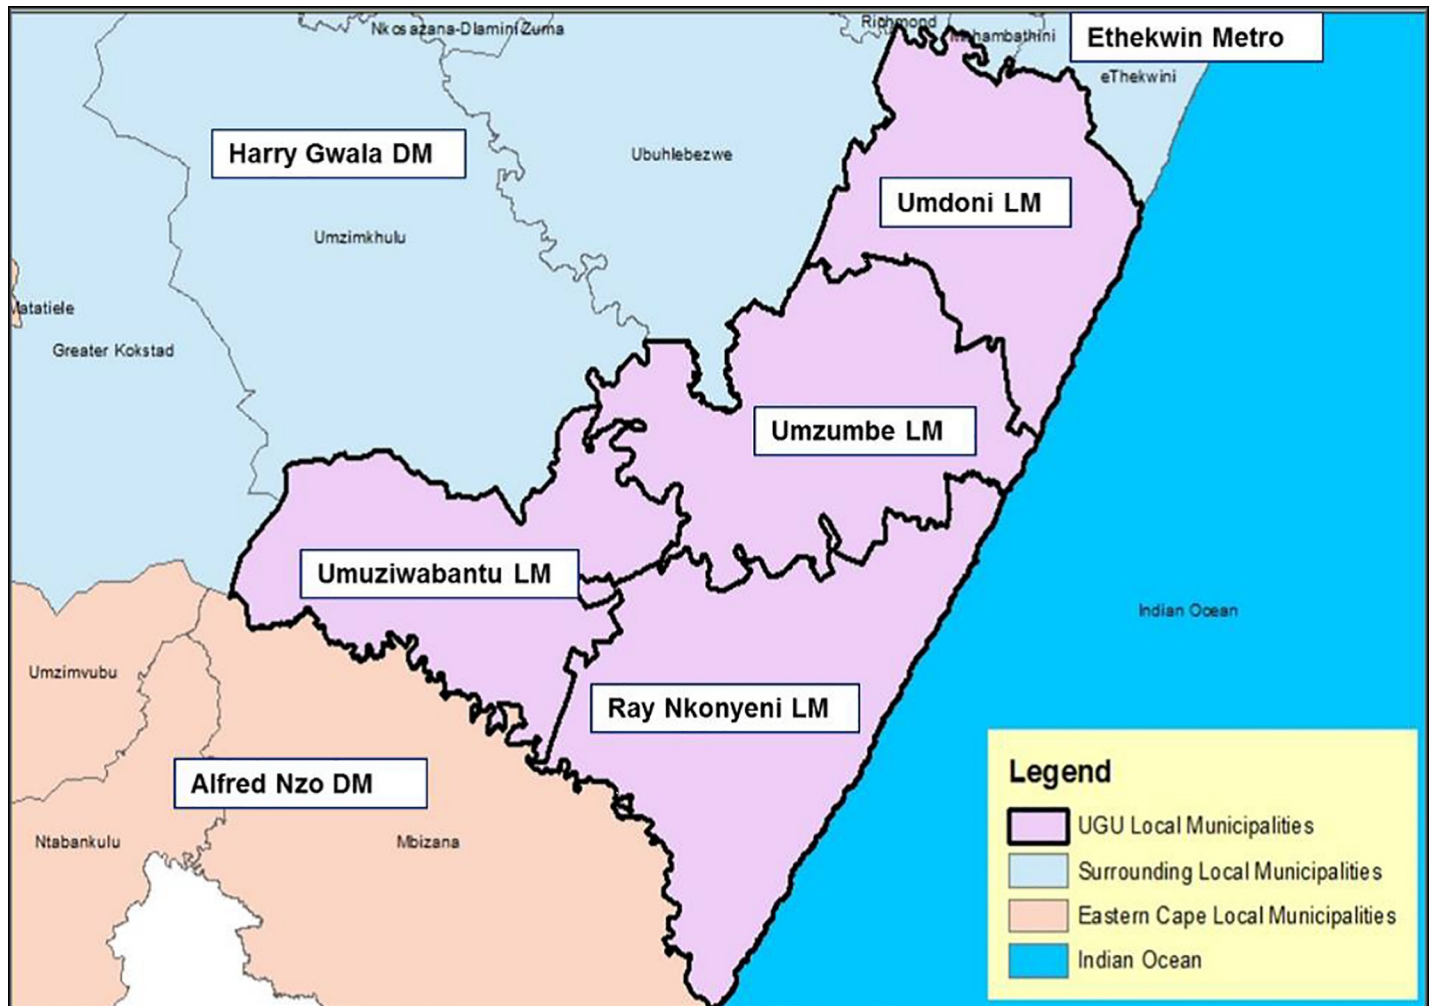 Nkosazana-Dlamini Zuma
Richmond
Mkhambathini
Ethekwin Metro
eThekwini
Harry Gwala DM
Ubuhlebezwe
Umdoni LM
Umzimkhulu
Matatiele
Greater Kokstad
Umzumbe LM
Umuziwabantu LM
Indian Ocean
Umzimvubu
Ray Nkonyeni LM
Alfred Nzo DM
Ntabankulu
Mbizana
Legend
UGU Local Municipalities
Surrounding Local Municipalities
Eastern Cape Local Municipalities
Indian Ocean